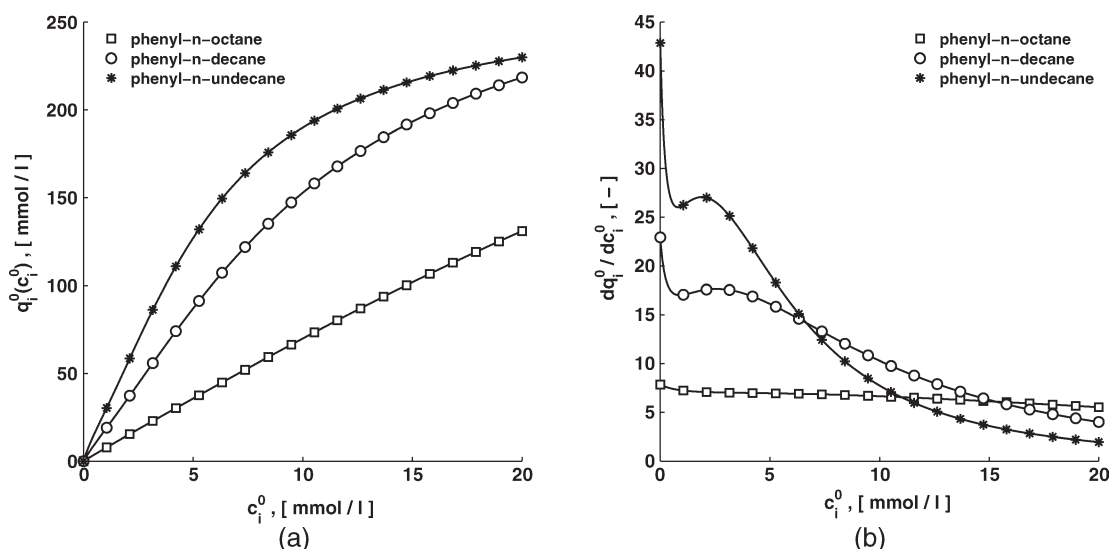 250
200
150
100
50
0
q_i^0(c_i^0), [ mmol / l ]
phenyl-n-octane
phenyl-n-decane
phenyl-n-undecane
0 5 10 15 20
c_i^0 , [ mmol / l ]
(a)
45
40
35
30
25
20
15
10
5
0
dq_i^0 / dc_i^0 , [ - ]
phenyl-n-octane
phenyl-n-decane
phenyl-n-undecane
0 5 10 15 20
c_i^0 , [ mmol / l ]
(b)